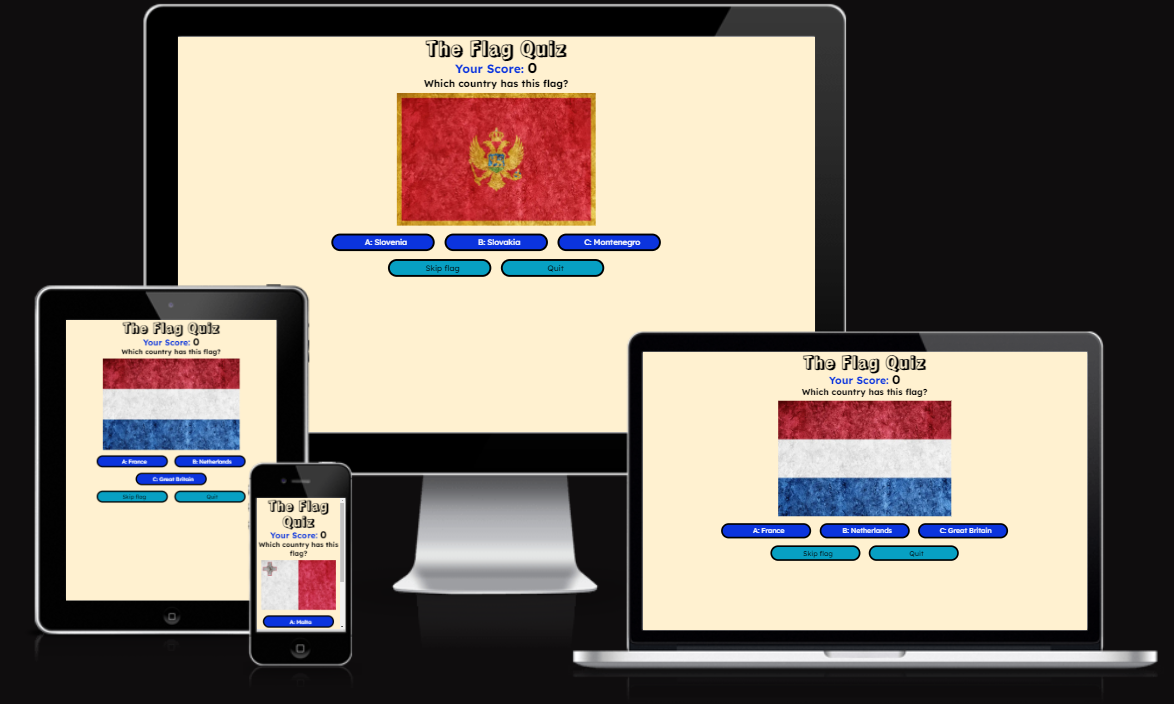 The Flag Quiz
Your Score: 0
Which country has this flag?
A: Slovenia
B: Slovakia
C: Montenegro
Skip flag
Quit
The Flag Quiz
Your Score: 0
Which country has this flag?
A: France
B: Netherlands
C: Great Britain
Skip flag
Quit
The Flag
Quiz
Your Score: 0
Which country has this
flag?
A: Malta
The Flag Quiz
Your Score: 0
Which country has this flag?
A: France
B: Netherlands
C: Great Britain
Skip flag
Quit